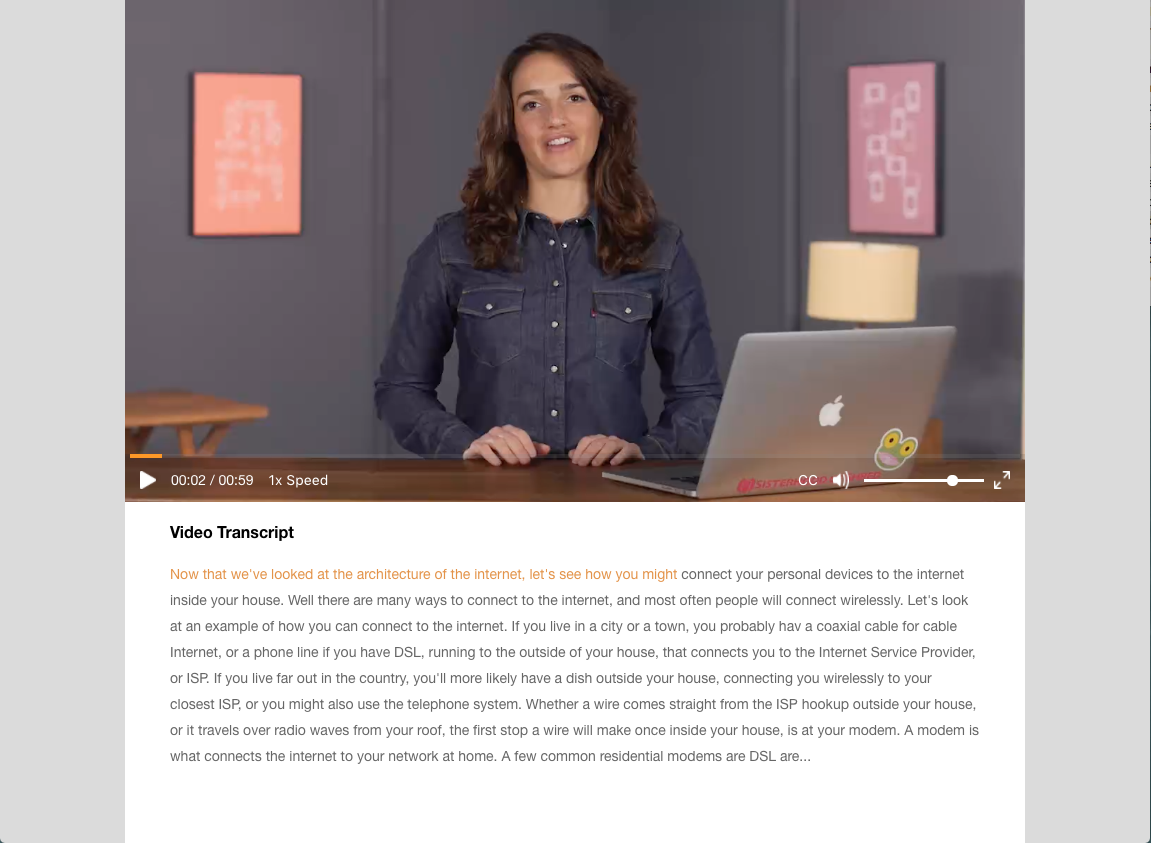 00:02 / 00:59 1x Speed CC
Video Transcript
Now that we've looked at the architecture of the internet, let's see how you might connect your personal devices to the internet
inside your house. Well there are many ways to connect to the internet, and most often people will connect wirelessly. Let's look
at an example of how you can connect to the internet. If you live in a city or a town, you probably hav a coaxial cable for cable
Internet, or a phone line if you have DSL, running to the outside of your house, that connects you to the Internet Service Provider,
or ISP. If you live far out in the country, you'll more likely have a dish outside your house, connecting you wirelessly to your
closest ISP, or you might also use the telephone system. Whether a wire comes straight from the ISP hookup outside your house,
or it travels over radio waves from your roof, the first stop a wire will make once inside your house, is at your modem. A modem is
what connects the internet to your network at home. A few common residential modems are DSL are...